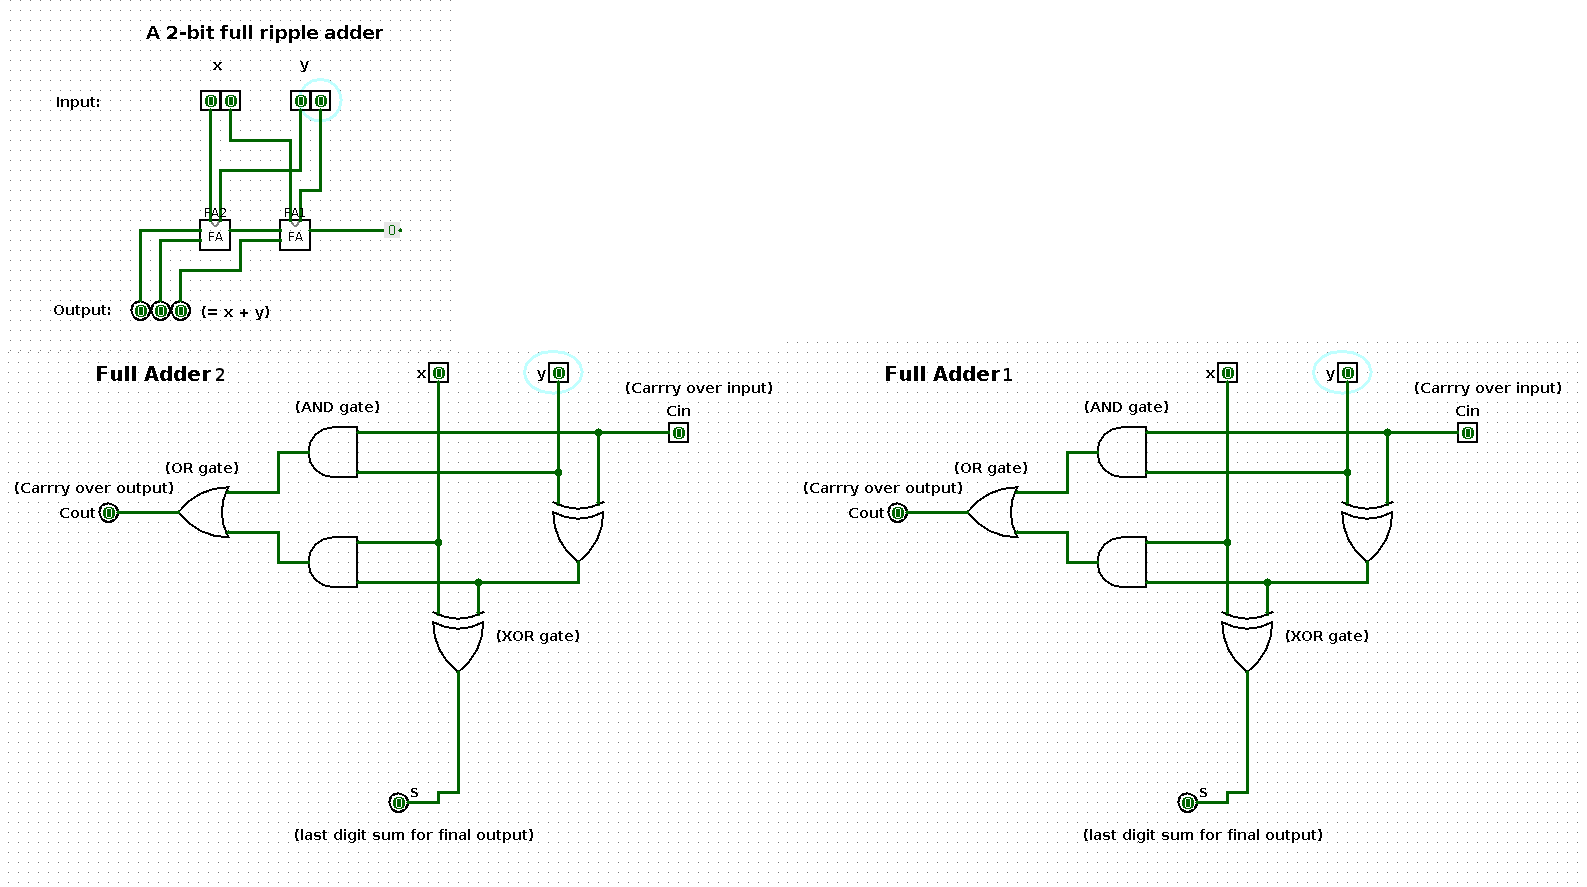 A 2-bit full ripple adder
x y
Input: 0 0 0 0
FA2 FA1
FA FA 0
Output: 0 0 0 (= x + y)
Full Adder 2
x 0 y 0
(Carrry over input)
Cin
0
(AND gate)
(OR gate)
(Carrry over output)
Cout 0
(XOR gate)
S
0
(last digit sum for final output)
Full Adder 1
x 0 y 0
(Carrry over input)
Cin
0
(AND gate)
(OR gate)
(Carrry over output)
Cout 0
(XOR gate)
S
0
(last digit sum for final output)